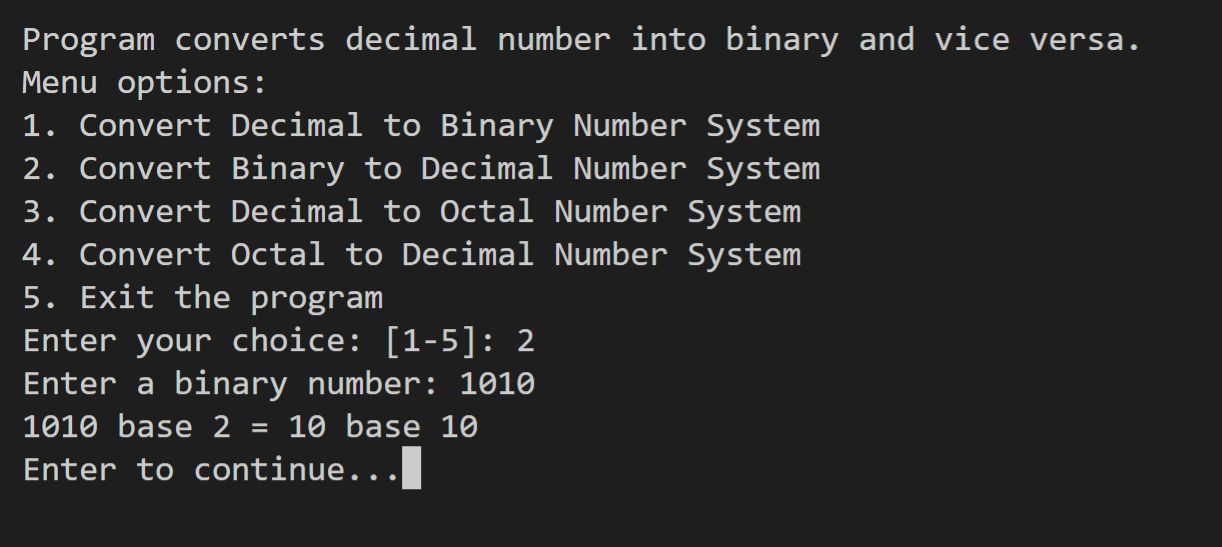 Program converts decimal number into binary and vice versa.
Menu options:
1. Convert Decimal to Binary Number System
2. Convert Binary to Decimal Number System
3. Convert Decimal to Octal Number System
4. Convert Octal to Decimal Number System
5. Exit the program
Enter your choice: [1-5]: 2
Enter a binary number: 1010
1010 base 2 = 10 base 10
Enter to continue...